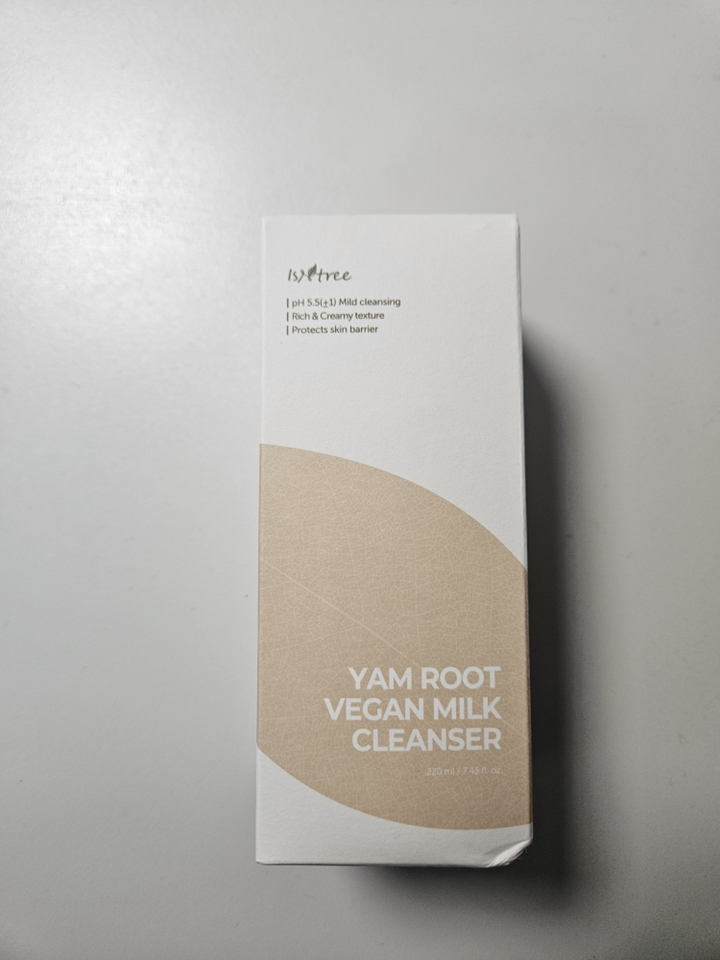 IsNtree
pH 5.5(±1) Mild cleansing
Rich & Creamy texture
Protects skin barrier
YAM ROOT
VEGAN MILK
CLEANSER
220 ml / 7.43 fl. oz